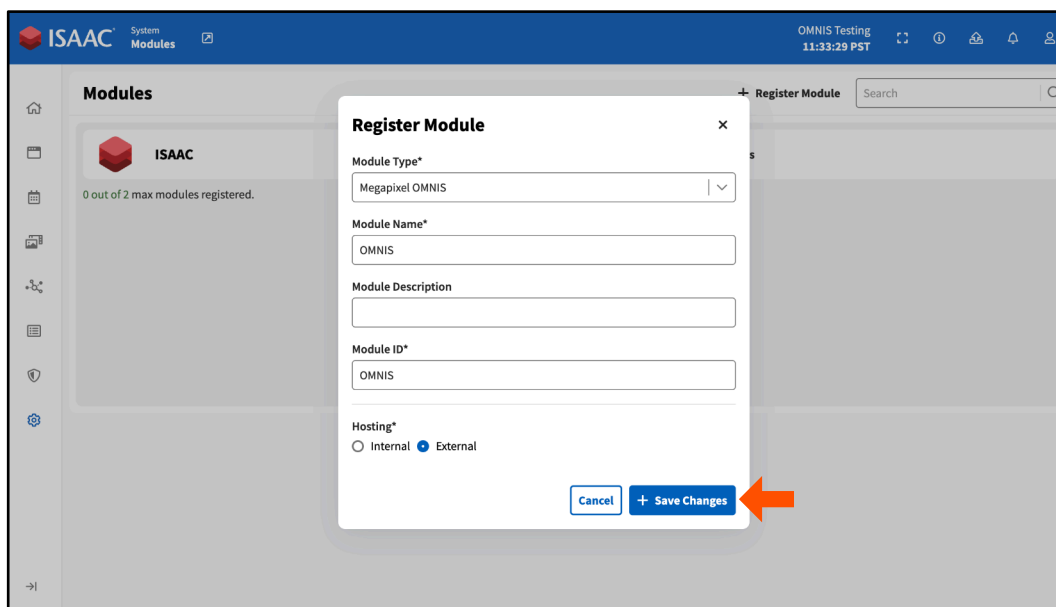 ISAAC
System
Modules
OMNIS Testing
11:33:29 PST
Modules
+ Register Module
Search
ISAAC
s
0 out of 2 max modules registered.
Register Module
Module Type*
Megapixel OMNIS
Module Name*
OMNIS
Module Description
Module ID*
OMNIS
Hosting*
Internal
External
Cancel
+ Save Changes